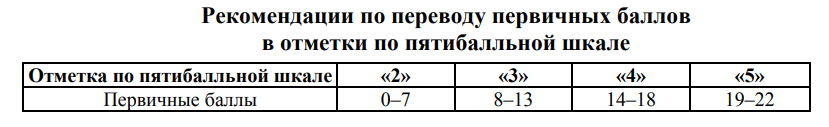 Рекомендации по переводу первичных баллов
в отметки по пятибалльной шкале
Отметка по пятибалльной шкале «2» «3» «4» «5»
Первичные баллы 0–7 8–13 14–18 19–22